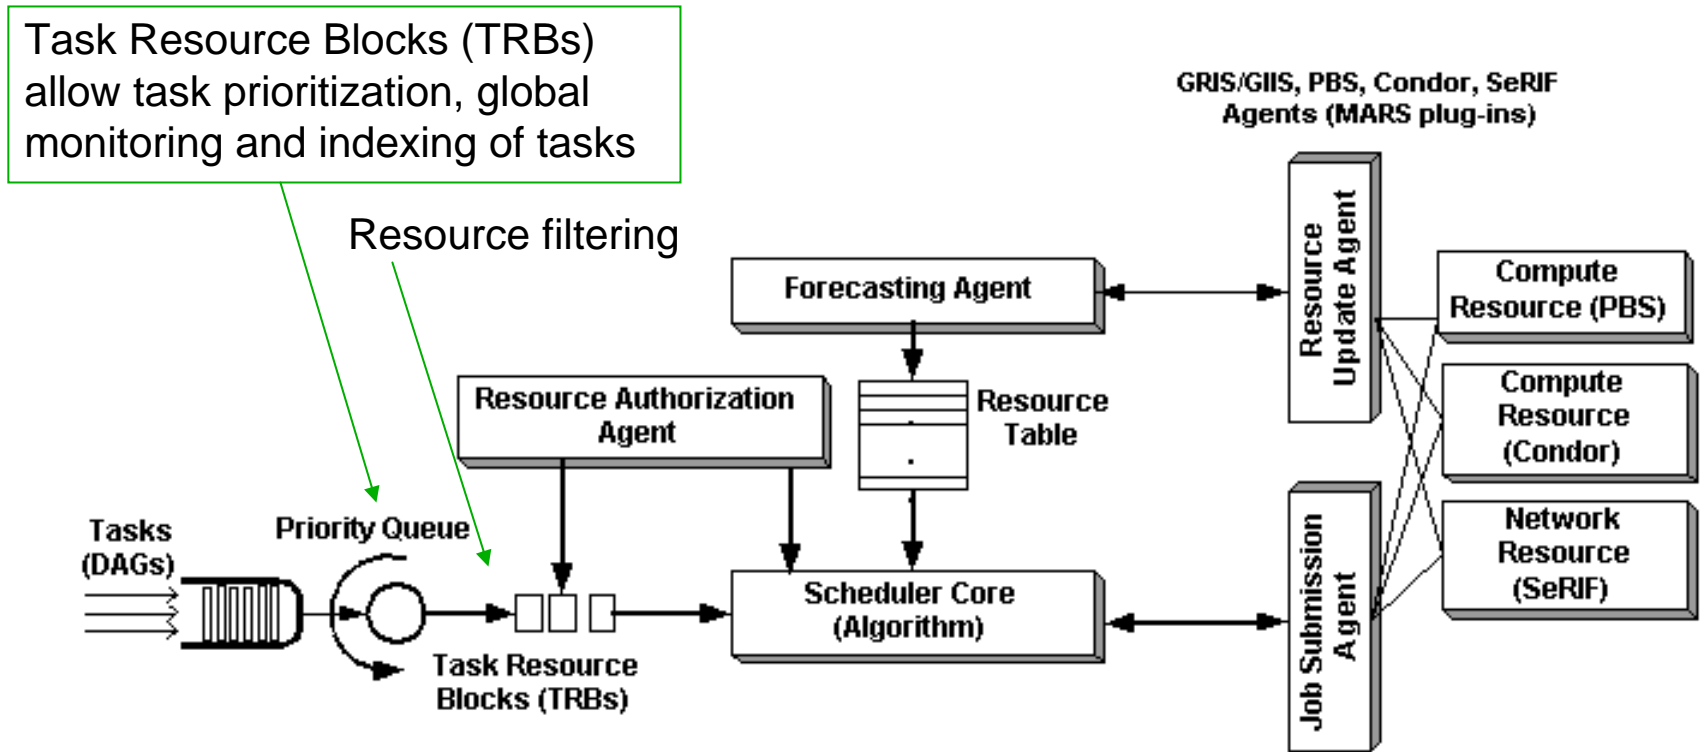 Task Resource Blocks (TRBs)
allow task prioritization, global
monitoring and indexing of tasks
Resource filtering
GRIS/GIIS, PBS, Condor, SeRIF
Agents (MARS plug-ins)
Forecasting Agent
Resource
Update Agent
Compute
Resource (PBS)
Compute
Resource
(Condor)
Network
Resource
(SeRIF)
Resource Authorization
Agent
Resource
Table
Tasks
(DAGs)
Priority Queue
Task Resource
Blocks (TRBs)
Scheduler Core
(Algorithm)
Job Submission
Agent